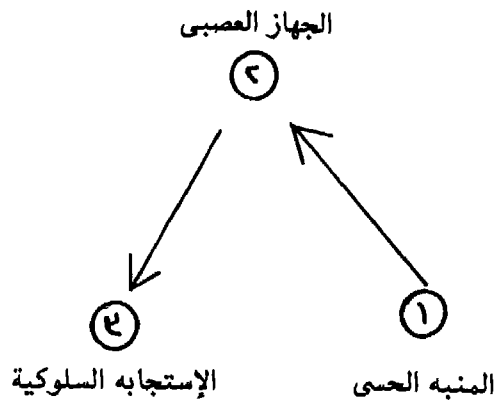 الجهاز العصبى
٢
١
٣
المنبه الحسى
الإستجابه السلوكية